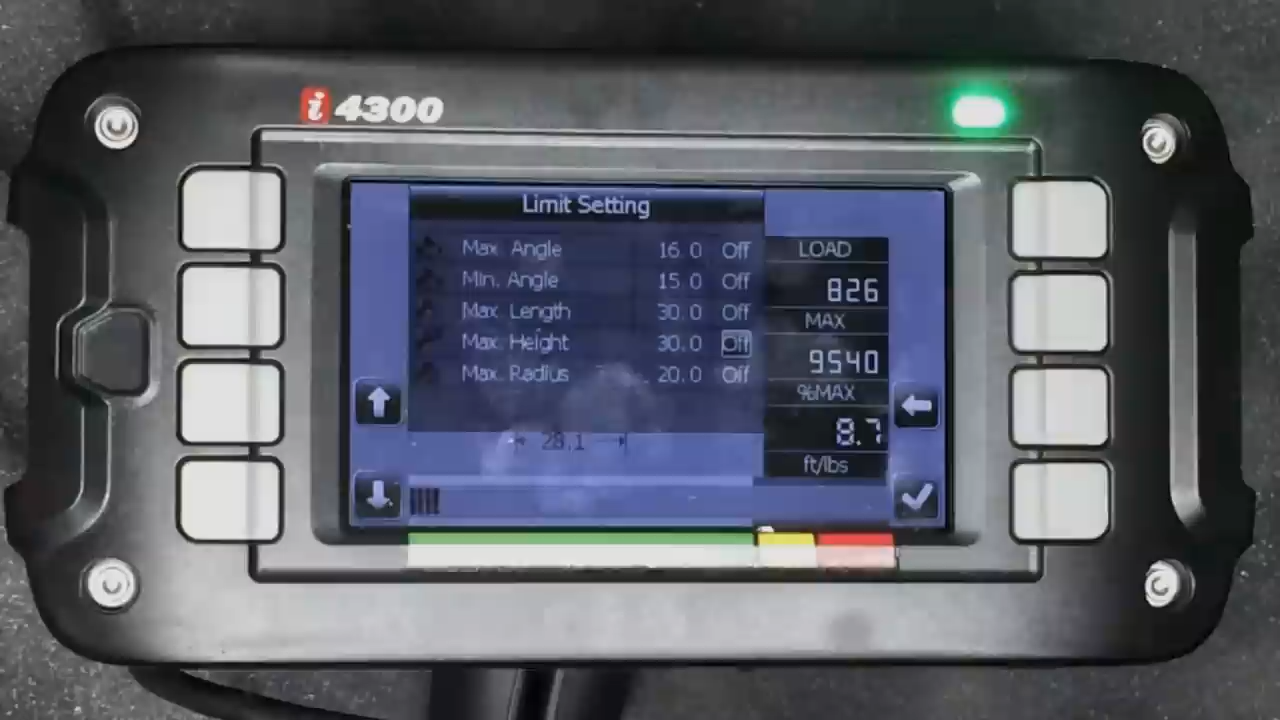 i 4300
Limit Setting
Max. Angle 16.0 Off
Min. Angle 15.0 Off
Max. Length 30.0 Off
Max. Height 30.0 Off
Max. Radius 20.0 Off
28.1
LOAD
826
MAX
9540
%MAX
8.7
ft/lbs